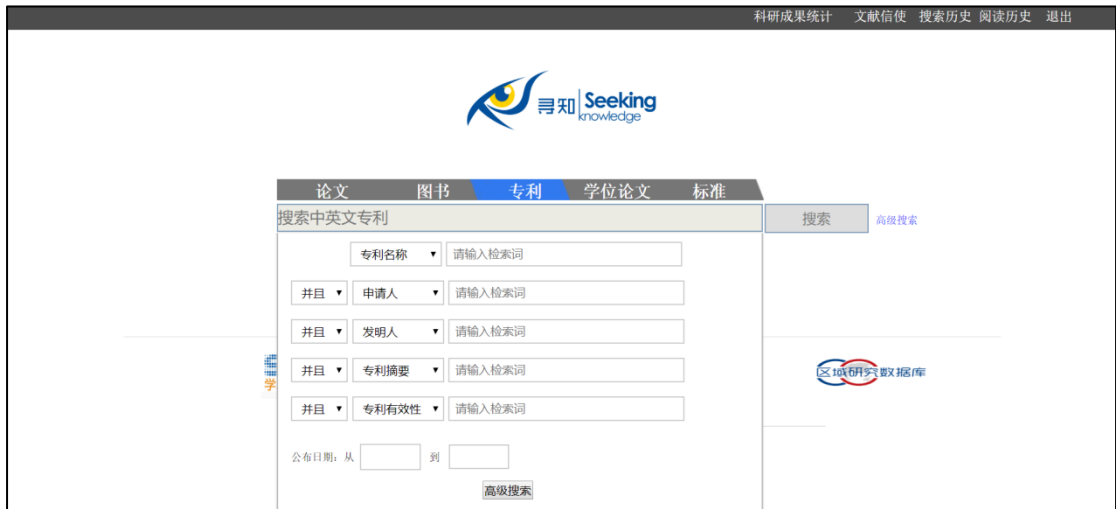 科研成果统计 文献信使 搜索历史 阅读历史 退出
寻知 Seeking
knowledge
论文 图书 专利 学位论文 标准
搜索中英文专利 搜索 高级搜索
专利名称 请输入检索词
并且 申请人 请输入检索词
并且 发明人 请输入检索词
并且 专利摘要 请输入检索词
学 区域研究数据库
并且 专利有效性 请输入检索词
公布日期：从 到
高级搜索